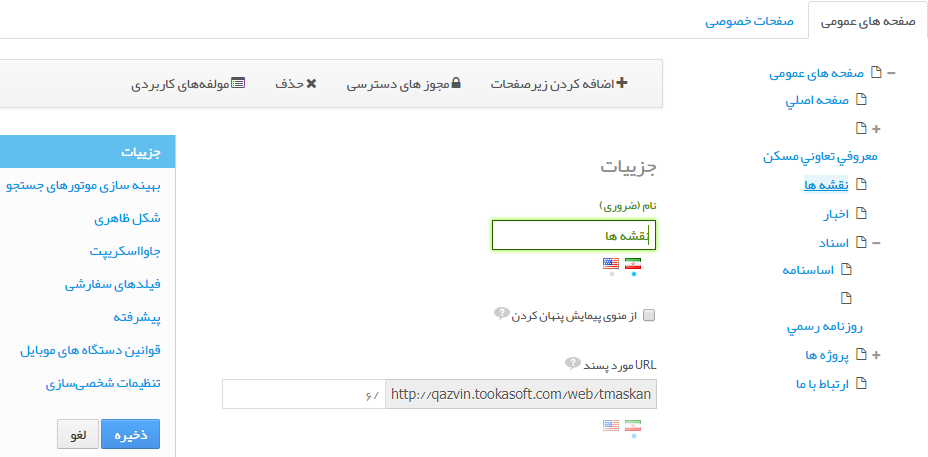 صفحه های عمومی
صفحات خصوصی
صفحه های عمومی
صفحه اصلي
معروفي تعاوني مسکن
نقشه ها
اخبار
اسناد
اساسنامه
روزنامه رسمي
پروژه ها
ارتباط با ما
اضافه کردن زیرصفحات
مجوز های دسترسی
حذف
مولفه‌های کاربردی
جزییات
نام (ضروری)
نقشه ها
از منوی پیمایش پنهان کردن
URL مورد پسند
http://qazvin.tookasoft.com/web/tmaskan
/۶
جزییات
بهینه سازی موتورهای جستجو
شکل ظاهری
جاوااسکریپت
فیلدهای سفارشی
پیشرفته
قوانین دستگاه های موبایل
تنظیمات شخصی‌سازی
ذخیره
لغو